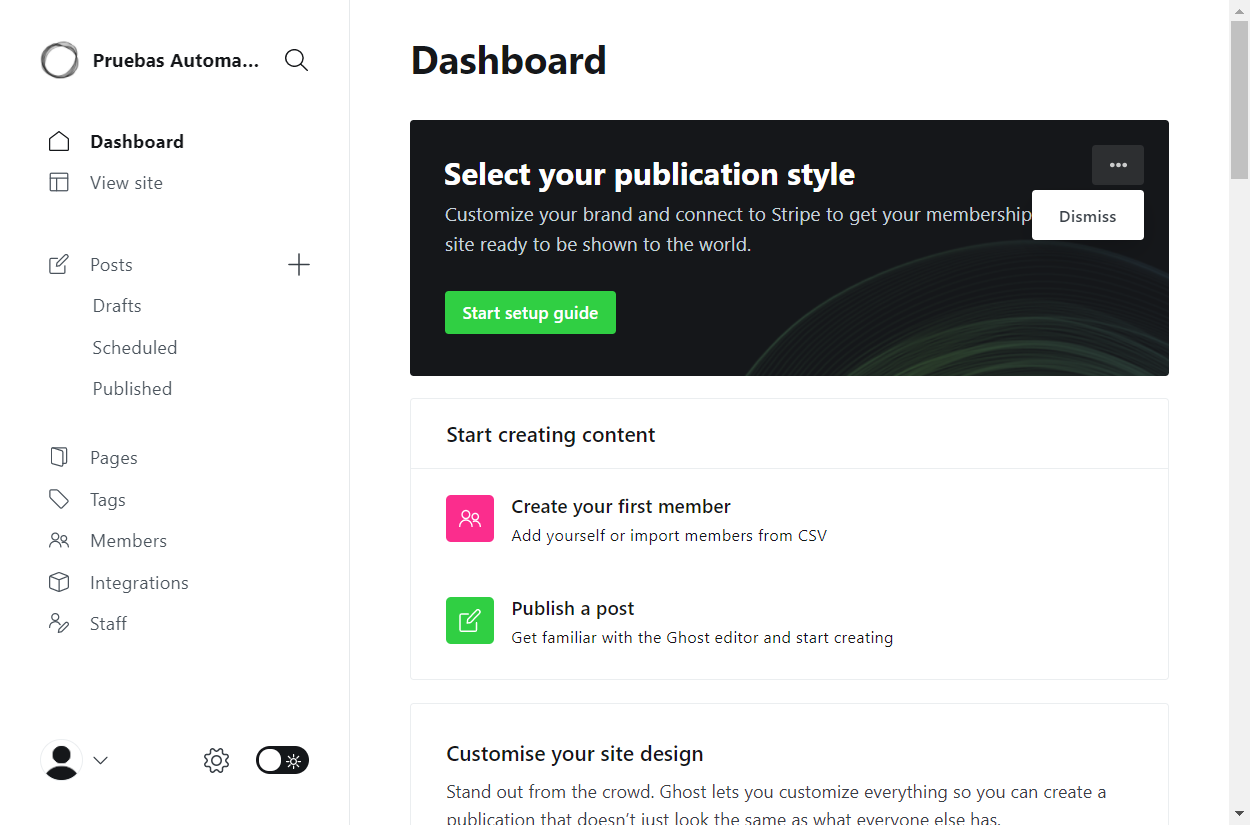 Pruebas Automa...
Dashboard
View site
Posts
Drafts
Scheduled
Published
Pages
Tags
Members
Integrations
Staff
Dashboard
Select your publication style
Customize your brand and connect to Stripe to get your membership
site ready to be shown to the world.
Dismiss
Start setup guide
Start creating content
Create your first member
Add yourself or import members from CSV
Publish a post
Get familiar with the Ghost editor and start creating
Customise your site design
Stand out from the crowd. Ghost lets you customize everything so you can create a
publication that doesn’t just look the same as what everyone else has.